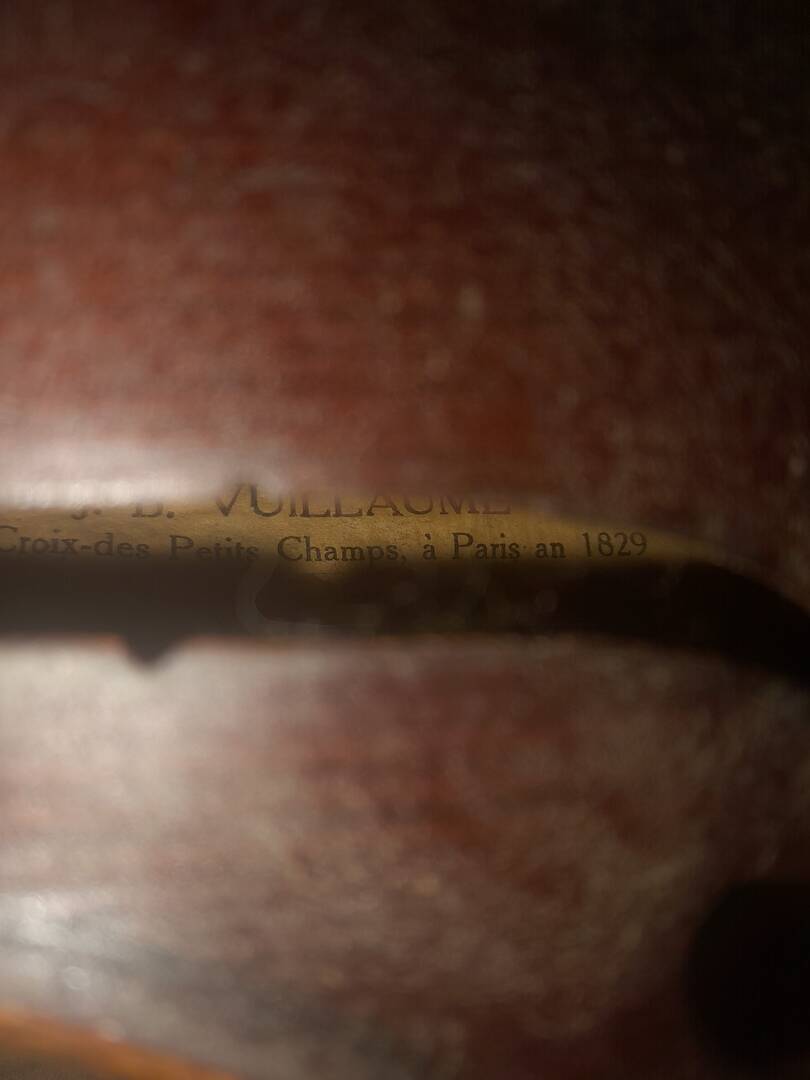 J. B. VUILLAUME
Croix-des Petits Champs, à Paris an 1829